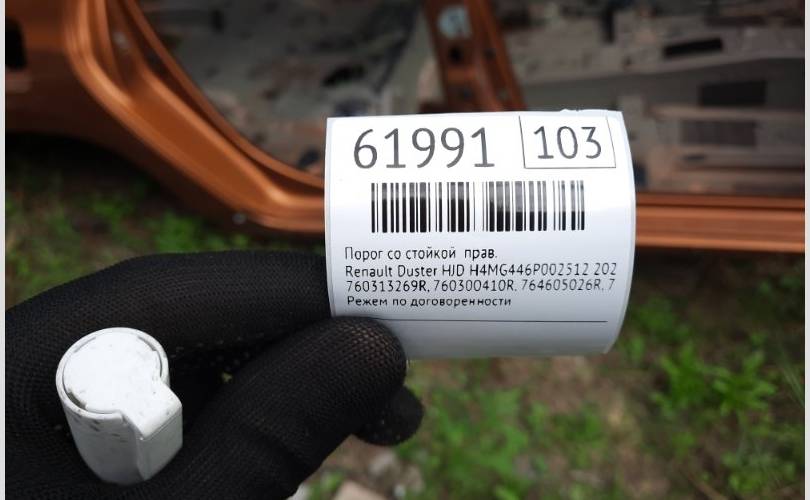 61991 103
Порог со стойкой прав.
Renault Duster HJD H4MG446P002512 202
760313269R, 760300410R, 764605026R, 7
Режем по договоренности